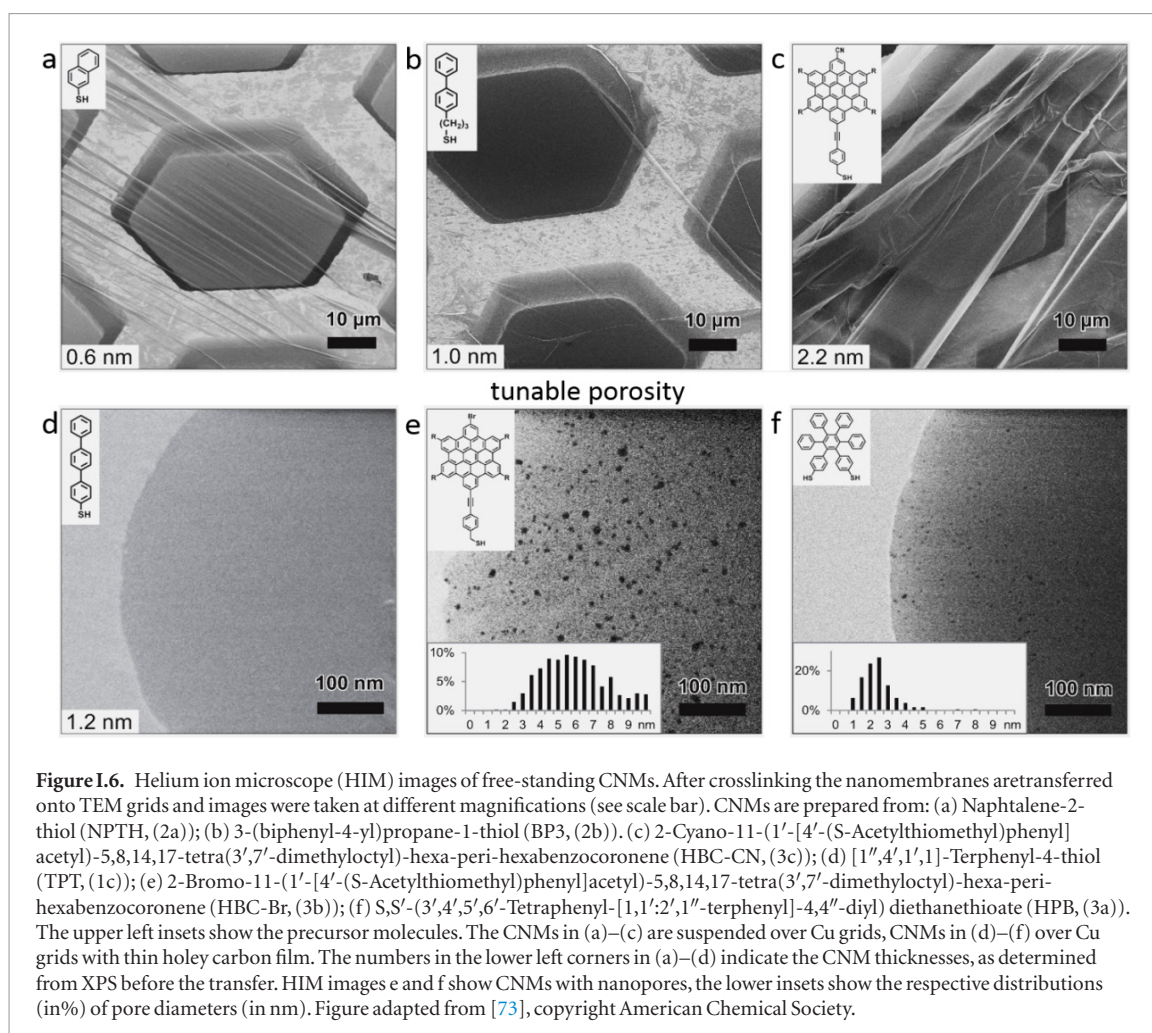 a
SH
10 µm
0.6 nm
b
(CH₂)₃
SH
10 µm
1.0 nm
c
CN
R R
R R
SH
10 µm
2.2 nm
tunable porosity
d
SH
100 nm
1.2 nm
e
Br
R R
R R
SH
10%
5%
0%
0 1 2 3 4 5 6 7 8 9 nm
100 nm
f
HS SH
20%
0%
0 1 2 3 4 5 6 7 8 9 nm
100 nm
Figure I.6. Helium ion microscope (HIM) images of free-standing CNMs. After crosslinking the nanomembranes aretransferred
onto TEM grids and images were taken at different magnifications (see scale bar). CNMs are prepared from: (a) Naphtalene-2-
thiol (NPTH, (2a)); (b) 3-(biphenyl-4-yl)propane-1-thiol (BP3, (2b)). (c) 2-Cyano-11-(1′-[4′-(S-Acetylthiomethyl)phenyl]
acetyl)-5,8,14,17-tetra(3′,7′-dimethyloctyl)-hexa-peri-hexabenzocoronene (HBC-CN, (3c)); (d) [1″,4′,1′,1]-Terphenyl-4-thiol
(TPT, (1c)); (e) 2-Bromo-11-(1′-[4′-(S-Acetylthiomethyl)phenyl]acetyl)-5,8,14,17-tetra(3′,7′-dimethyloctyl)-hexa-peri-
hexabenzocoronene (HBC-Br, (3b)); (f) S,S′-(3′,4′,5′,6′-Tetraphenyl-[1,1′:2′,1″-terphenyl]-4,4″-diyl) diethanethioate (HPB, (3a)).
The upper left insets show the precursor molecules. The CNMs in (a)–(c) are suspended over Cu grids, CNMs in (d)–(f) over Cu
grids with thin holey carbon film. The numbers in the lower left corners in (a)–(d) indicate the CNM thicknesses, as determined
from XPS before the transfer. HIM images e and f show CNMs with nanopores, the lower insets show the respective distributions
(in%) of pore diameters (in nm). Figure adapted from [73], copyright American Chemical Society.